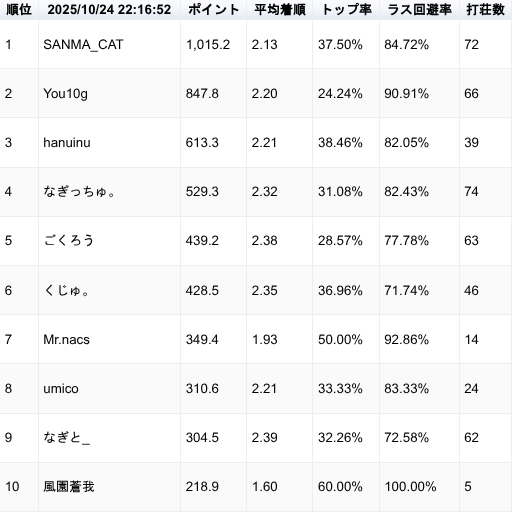 順位 2025/10/24 22:16:52 ポイント 平均着順 トップ率 ラス回避率 打荘数
1 SANMA_CAT 1,015.2 2.13 37.50% 84.72% 72
2 You10g 847.8 2.20 24.24% 90.91% 66
3 hanuinu 613.3 2.21 38.46% 82.05% 39
4 なぎっちゅ。 529.3 2.32 31.08% 82.43% 74
5 ごくろう 439.2 2.38 28.57% 77.78% 63
6 くじゅ。 428.5 2.35 36.96% 71.74% 46
7 Mr.nacs 349.4 1.93 50.00% 92.86% 14
8 umico 310.6 2.21 33.33% 83.33% 24
9 なぎと_ 304.5 2.39 32.26% 72.58% 62
10 風園蒼我 218.9 1.60 60.00% 100.00% 5